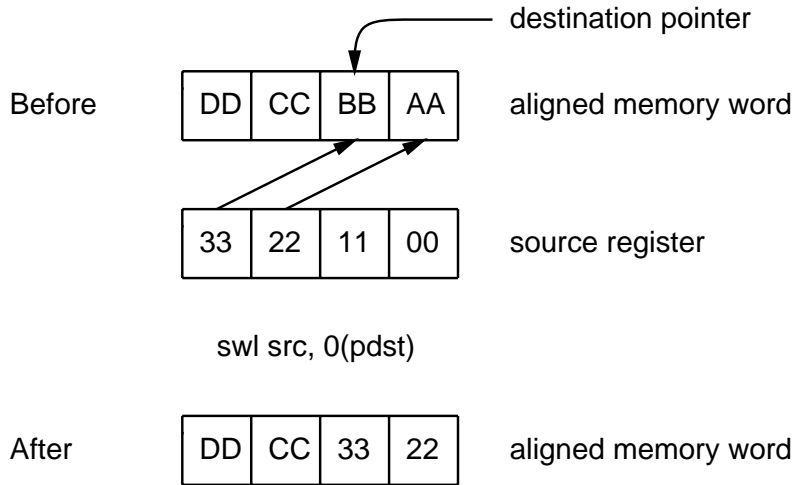 destination pointer
Before DD CC BB AA aligned memory word
33 22 11 00 source register
swl src, 0(pdst)
After DD CC 33 22 aligned memory word